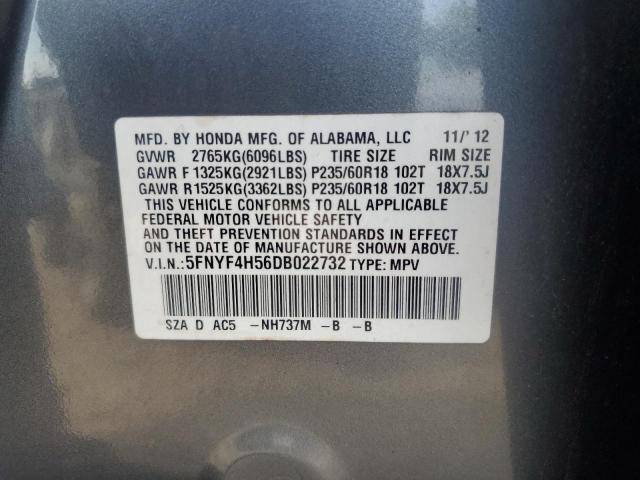 MFD. BY HONDA MFG. OF ALABAMA, LLC 11/'12
GVWR 2765KG(6096LBS) TIRE SIZE RIM SIZE
GAWR F 1325KG(2921LBS) P235/60R18 102T 18X7.5J
GAWR R 1525KG(3362LBS) P235/60R18 102T 18X7.5J
THIS VEHICLE CONFORMS TO ALL APPLICABLE
FEDERAL MOTOR VEHICLE SAFETY
AND THEFT PREVENTION STANDARDS IN EFFECT
ON THE DATE OF MANUFACTURE SHOWN ABOVE.
V.I.N.:5FNYF4H56DB022732 TYPE: MPV
SZA D AC5 -NH737M -B -B